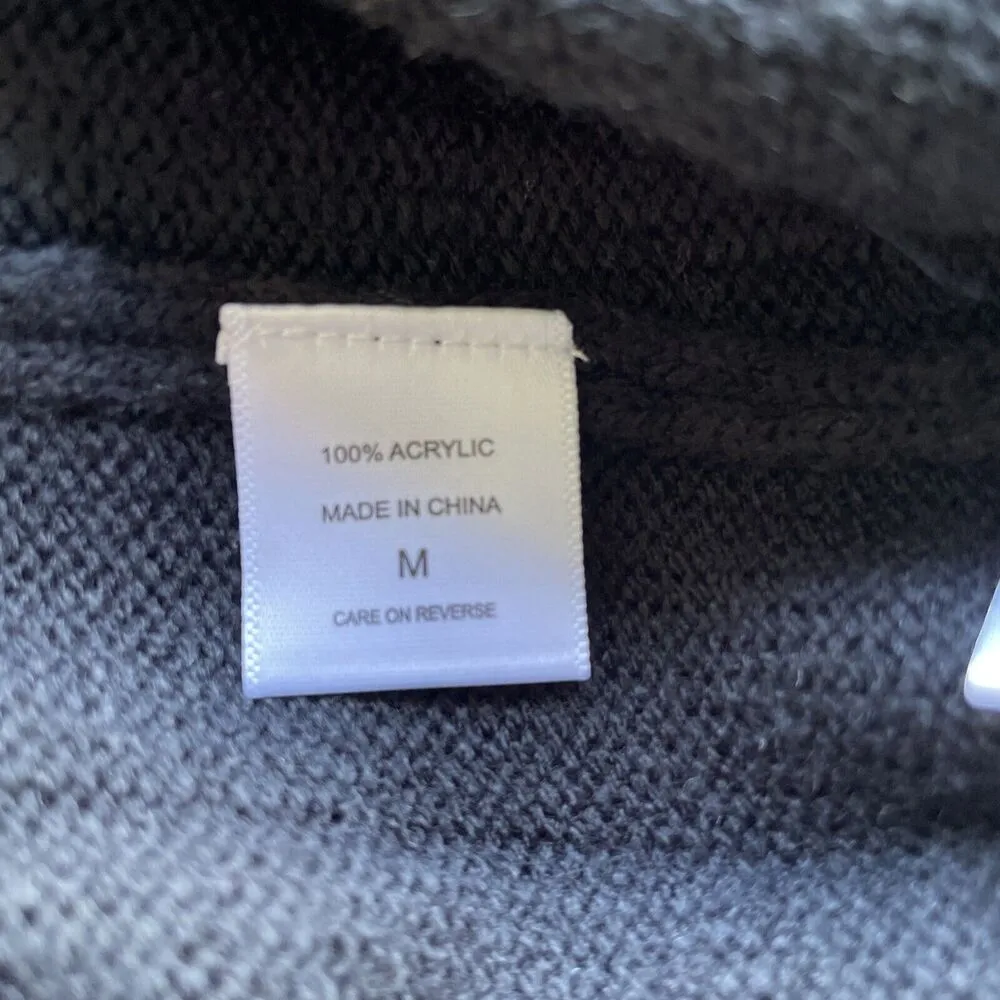 100% ACRYLIC
MADE IN CHINA
M
CARE ON REVERSE